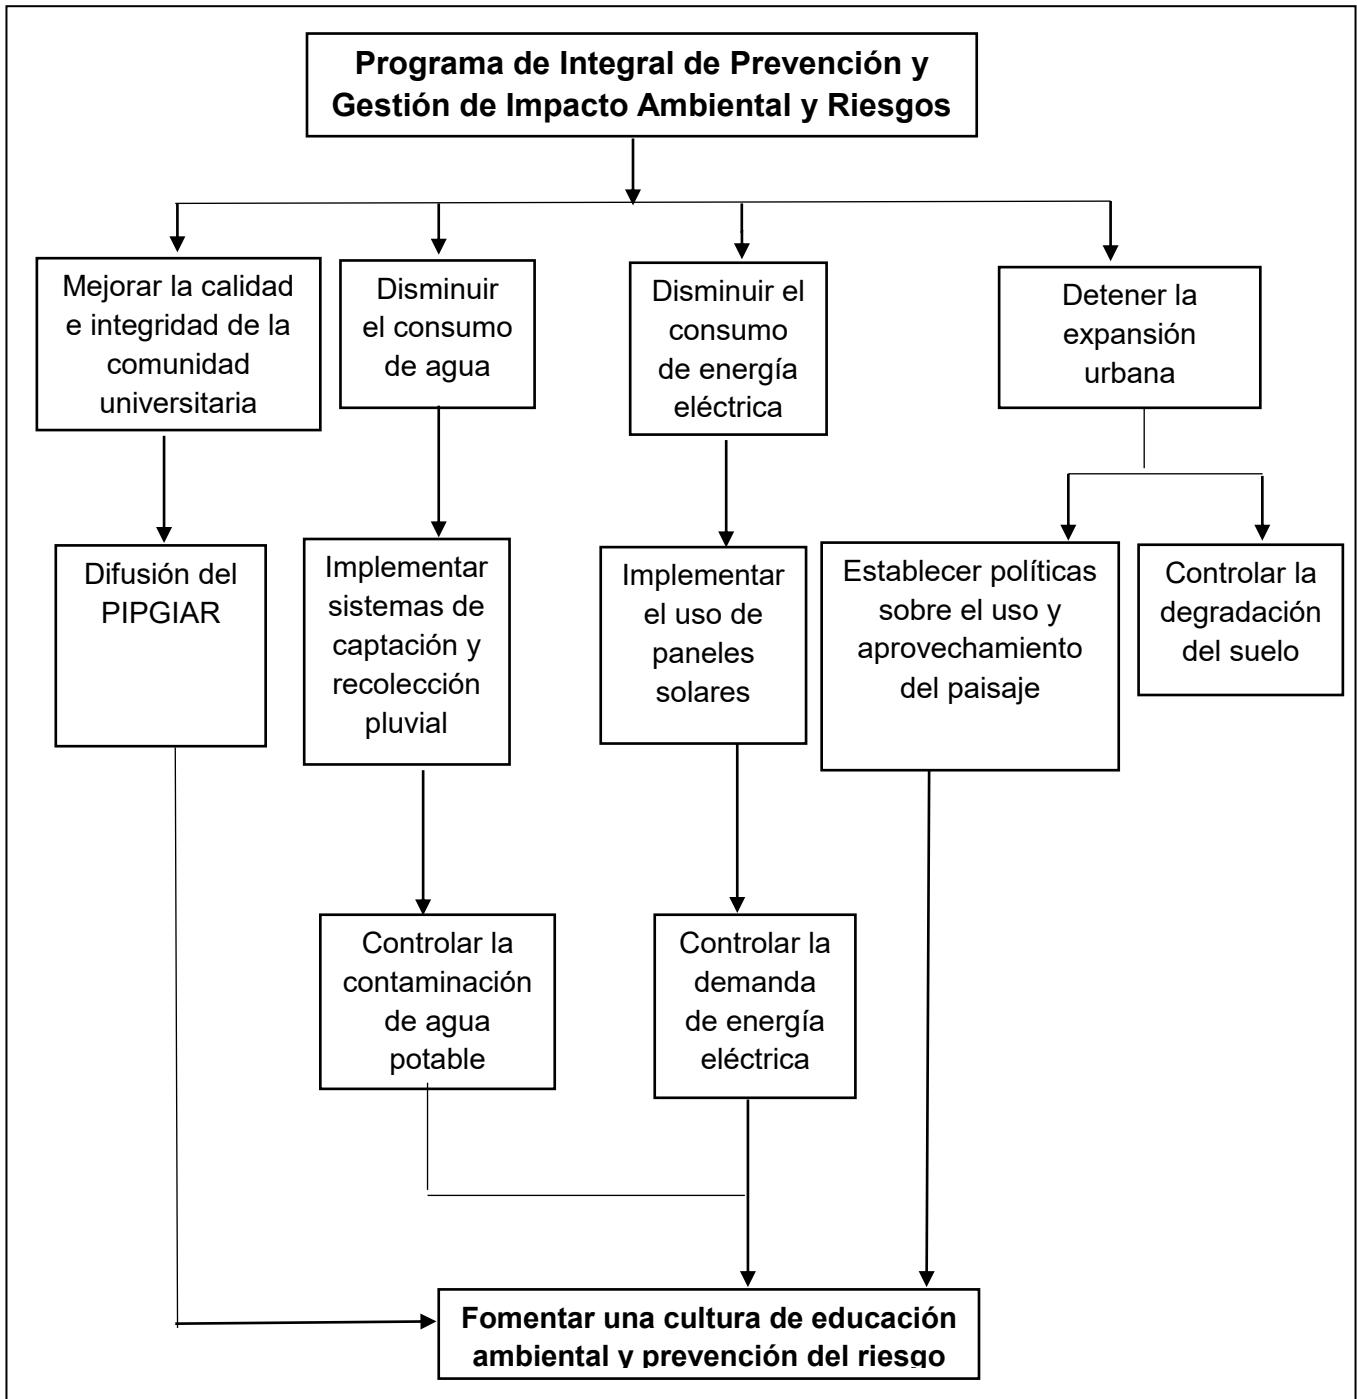 Programa de Integral de Prevención y
Gestión de Impacto Ambiental y Riesgos
Mejorar la calidad
e integridad de la
comunidad
universitaria
Disminuir
el consumo
de agua
Disminuir el
consumo
de energía
eléctrica
Detener la
expansión
urbana
Difusión del
PIPGIAR
Implementar
sistemas de
captación y
recolección
pluvial
Implementar
el uso de
paneles
solares
Establecer políticas
sobre el uso y
aprovechamiento
del paisaje
Controlar la
degradación
del suelo
Controlar la
contaminación
de agua
potable
Controlar la
demanda
de energía
eléctrica
Fomentar una cultura de educación
ambiental y prevención del riesgo